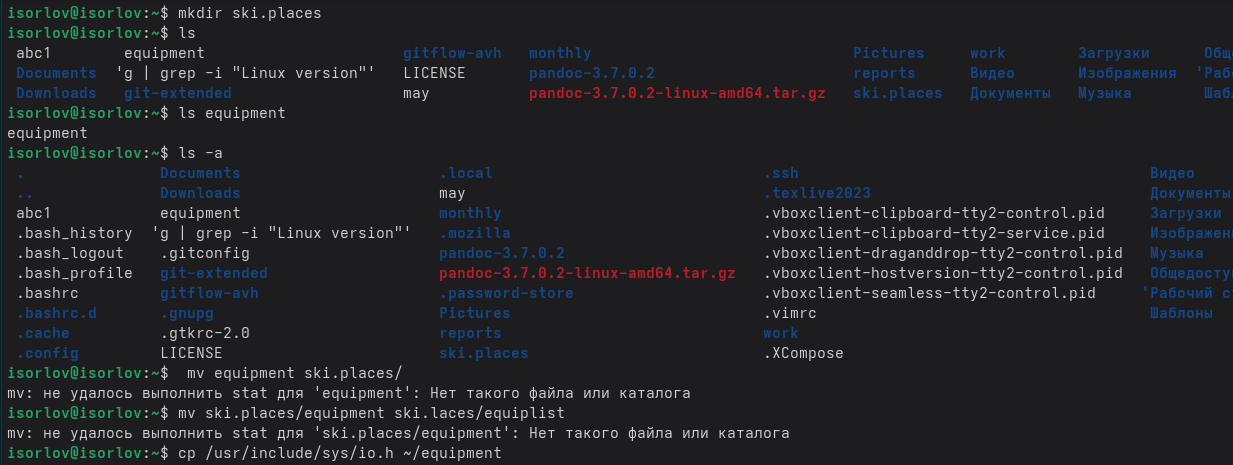 isorlov@isorlov:~$ mkdir ski.places
isorlov@isorlov:~$ ls
abc1 equipment gitflow-avh monthly Pictures work Загрузки Общ
Documents 'g | grep -i "Linux version"' LICENSE pandoc-3.7.0.2 reports Видео Изображения 'Раб
Downloads git-extended may pandoc-3.7.0.2-linux-amd64.tar.gz ski.places Документы Музыка Шаб
isorlov@isorlov:~$ ls equipment
equipment
isorlov@isorlov:~$ ls -a
. Documents .local .ssh Видео
.. Downloads may .texlive2023 Документы
abc1 equipment monthly .vboxclient-clipboard-tty2-control.pid Загрузки
.bash_history 'g | grep -i "Linux version"' .mozilla .vboxclient-clipboard-tty2-service.pid Изображен
.bash_logout .gitconfig pandoc-3.7.0.2 .vboxclient-draganddrop-tty2-control.pid Музыка
.bash_profile git-extended pandoc-3.7.0.2-linux-amd64.tar.gz .vboxclient-hostversion-tty2-control.pid Общедосту
.bashrc gitflow-avh .password-store .vboxclient-seamless-tty2-control.pid 'Рабочий ст
.bashrc.d .gnupg Pictures .vimrc Шаблоны
.cache .gtkrc-2.0 reports work
.config LICENSE ski.places .XCompose
isorlov@isorlov:~$  mv equipment ski.places/
mv: не удалось выполнить stat для 'equipment': Нет такого файла или каталога
isorlov@isorlov:~$ mv ski.places/equipment ski.laces/equiplist
mv: не удалось выполнить stat для 'ski.places/equipment': Нет такого файла или каталога
isorlov@isorlov:~$ cp /usr/include/sys/io.h ~/equipment